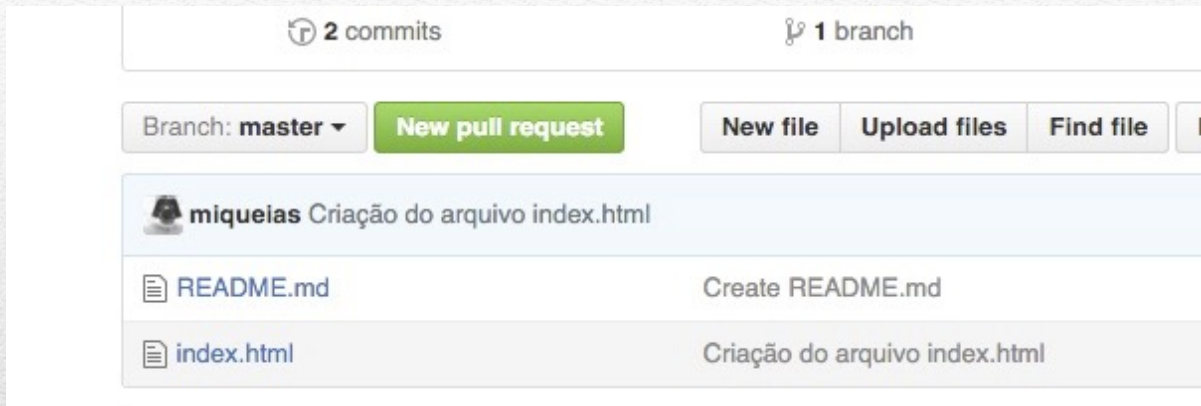 2 commits
1 branch
Branch: master
New pull request
New file
Upload files
Find file
miqueias Criação do arquivo index.html
README.md
Create README.md
index.html
Criação do arquivo index.html